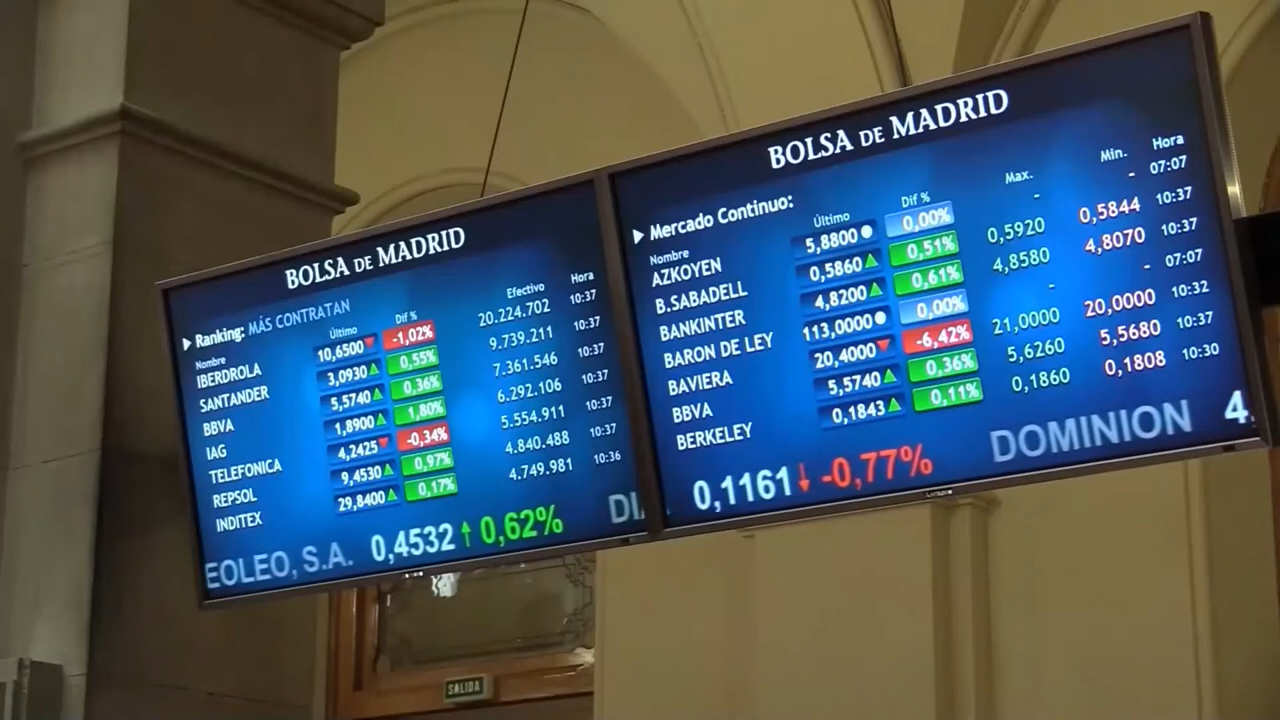 BOLSA DE MADRID
Ranking: MÁS CONTRATAN
Nombre Último Dif % Efectivo Hora
IBERDROLA 10,6500 -1,02% 20.224.702 10:37
SANTANDER 3,0930 0,55% 9.739.211 10:37
BBVA 5,5740 0,36% 7.361.546 10:37
IAG 1,8900 1,80% 6.292.106 10:37
TELEFONICA 4,2425 -0,34% 5.554.911 10:37
REPSOL 9,4530 0,97% 4.840.488 10:37
INDITEX 29,8400 0,17% 4.749.981 10:36
EOLEO, S.A. 0,4532 ↑ 0,62%
BOLSA DE MADRID
Mercado Continuo:
Nombre Último Dif % Max. Min. Hora
AZKOYEN 5,8800 0,00% - - 07:07
B.SABADELL 0,5860 0,51% 0,5920 0,5844 10:37
BANKINTER 4,8200 0,61% 4,8580 4,8070 10:37
BARON DE LEY 113,0000 0,00% - - 07:07
BAVIERA 20,4000 -6,42% 21,0000 20,0000 10:32
BBVA 5,5740 0,36% 5,6260 5,5680 10:37
BERKELEY 0,1843 0,11% 0,1860 0,1808 10:30
0,1161 ↓ -0,77% DOMINION 4
SALIDA